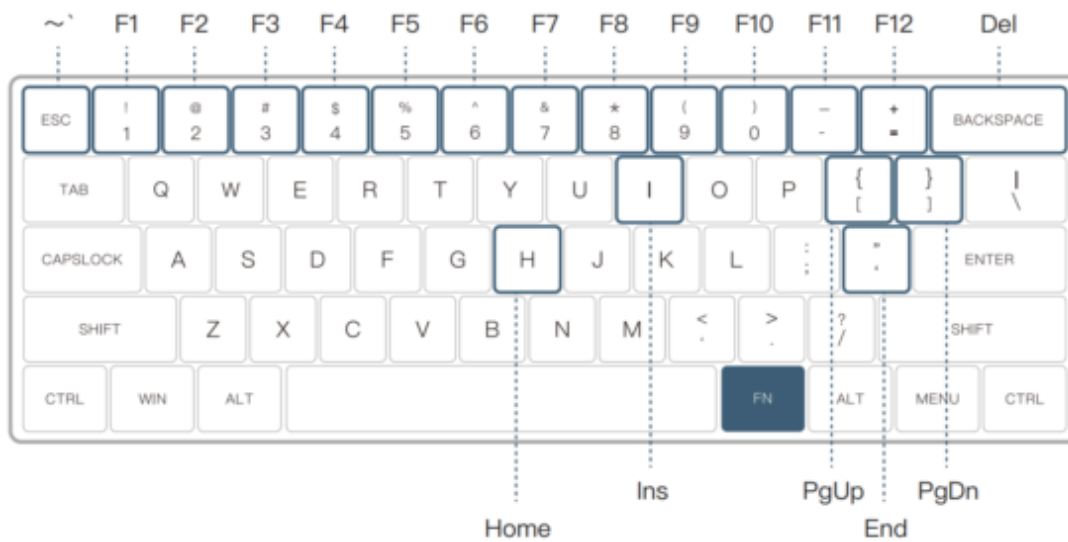 ~` F1 F2 F3 F4 F5 F6 F7 F8 F9 F10 F11 F12 Del
! @ # $ % ^ & * ( ) — +
ESC 1 2 3 4 5 6 7 8 9 0 - = BACKSPACE
TAB Q W E R T Y U I O P { [ } ] | \
CAPSLOCK A S D F G H J K L : ; " ' ENTER
SHIFT Z X C V B N M < , > . ? / SHIFT
CTRL WIN ALT FN ALT MENU CTRL
Ins PgUp PgDn
Home End